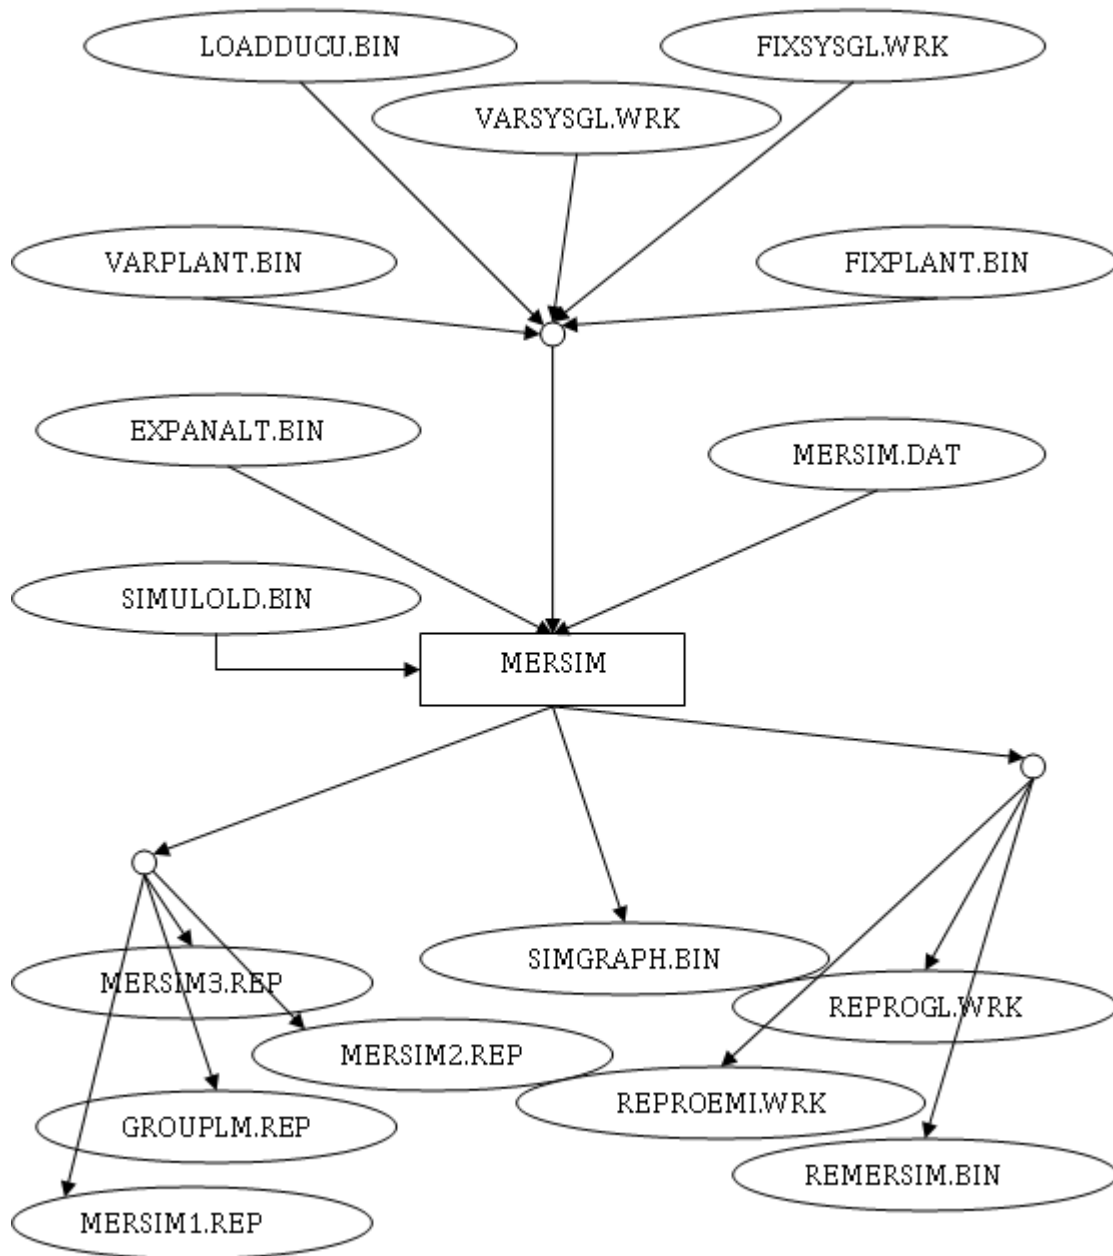 LOADDUCU.BIN
FIXSYSGL.WRK
VARSYSGL.WRK
VARPLANT.BIN
FIXPLANT.BIN
EXPANALT.BIN
MERSIM.DAT
SIMULOLD.BIN
MERSIM
SIMGRAPH.BIN
MERSIM3.REP
REPROGL.WRK
MERSIM2.REP
REPROEMI.WRK
GROUPLM.REP
REMERSIM.BIN
MERSIM1.REP